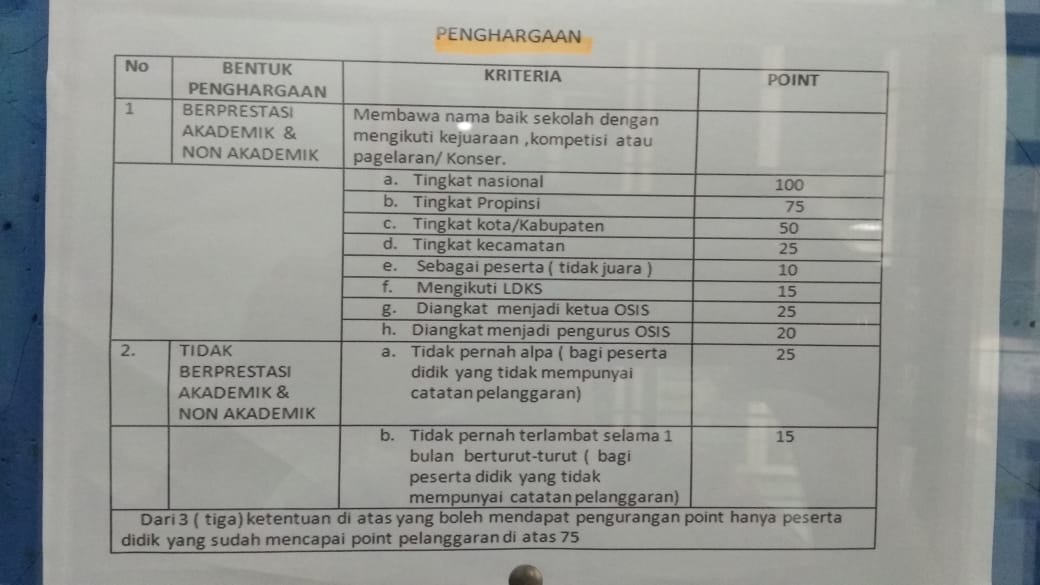 PENGHARGAAN
No BENTUK PENGHARGAAN KRITERIA POINT
1 BERPRESTASI AKADEMIK & NON AKADEMIK
Membawa nama baik sekolah dengan
mengikuti kejuaraan ,kompetisi atau
pagelaran/ Konser.
a. Tingkat nasional 100
b. Tingkat Propinsi 75
c. Tingkat kota/Kabupaten 50
d. Tingkat kecamatan 25
e. Sebagai peserta ( tidak juara ) 10
f. Mengikuti LDKS 15
g. Diangkat menjadi ketua OSIS 25
h. Diangkat menjadi pengurus OSIS 20
2. TIDAK BERPRESTASI AKADEMIK & NON AKADEMIK
a. Tidak pernah alpa ( bagi peserta 25
didik yang tidak mempunyai
catatan pelanggaran)
b. Tidak pernah terlambat selama 1 15
bulan berturut-turut ( bagi
peserta didik yang tidak
mempunyai catatan pelanggaran)
Dari 3 ( tiga) ketentuan di atas yang boleh mendapat pengurangan point hanya peserta
didik yang sudah mencapai point pelanggaran di atas 75